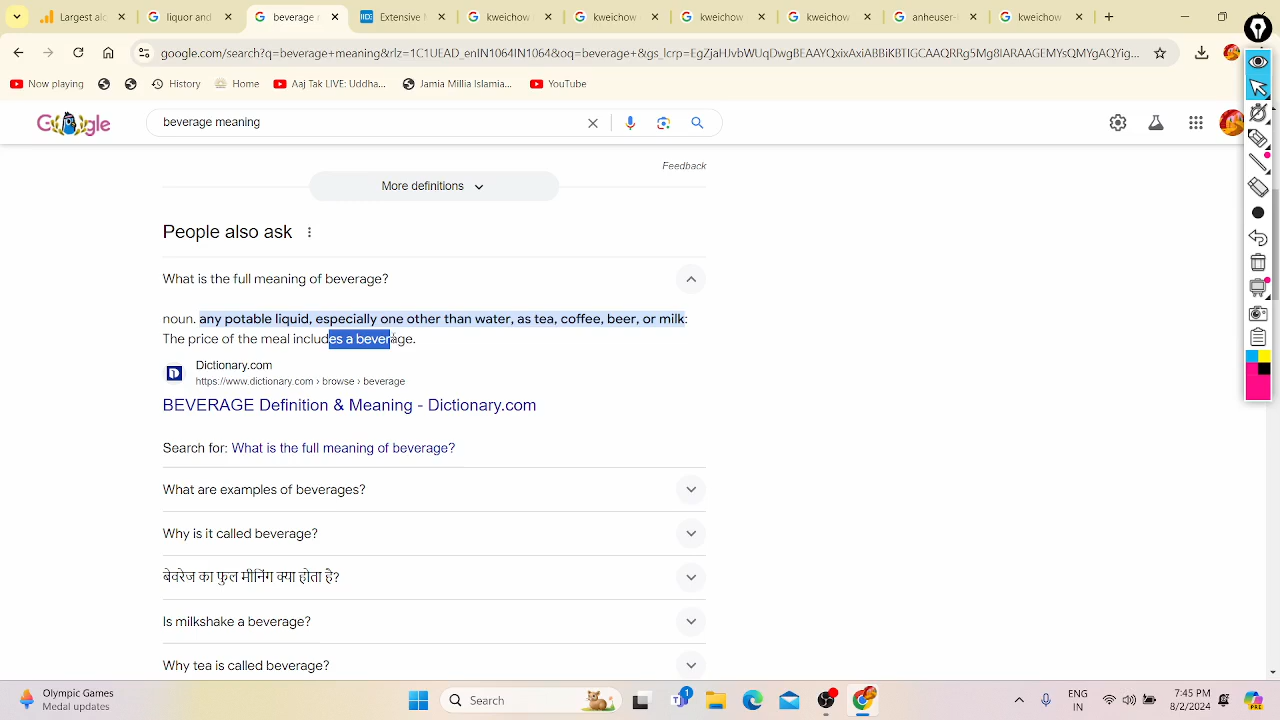 Largest alc
liquor and
beverage m
Extensive l
kweichow
kweichow
kweichow
kweichow
anheuser-
kweichow
google.com/search?q=beverage+meaning&rlz=1C1UEAD_enIN1064IN1064&oq=beverage+&gs_lcrp=EgZjaHJvbWUqDwgBEAAYQxixAxiABBiKBTIGCAAQRRg5Mg8IARAAGEMYsQMYgAQYig...
Now playing
History
Home
Aaj Tak LIVE: Uddha...
Jamia Millia Islamia...
YouTube
Google
beverage meaning
Feedback
More definitions
People also ask
What is the full meaning of beverage?
noun. any potable liquid, especially one other than water, as tea, coffee, beer, or milk:
The price of the meal includes a beverage.
Dictionary.com
https://www.dictionary.com › browse › beverage
BEVERAGE Definition & Meaning - Dictionary.com
Search for: What is the full meaning of beverage?
What are examples of beverages?
Why is it called beverage?
बेवरेज का फुल मीनिंग क्या होता है?
Is milkshake a beverage?
Why tea is called beverage?
Olympic Games
Medal updates
Search
1
ENG
IN
7:45 PM
8/2/2024
PRE